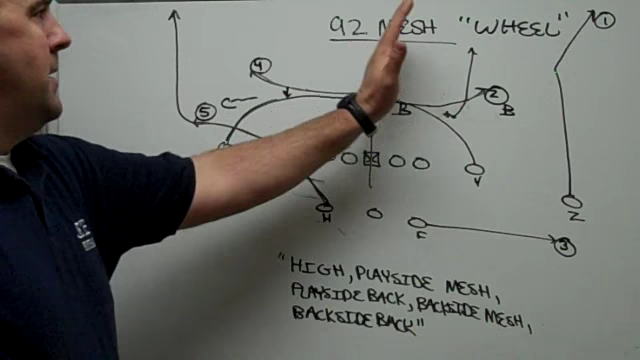 92 MESH "WHEEL"
1
4
5
C
B
2
B
Y
Z
H
F
3
"HIGH, PLAYSIDE MESH,
PLAYSIDE BACK, BACKSIDE MESH,
BACKSIDE BACK"